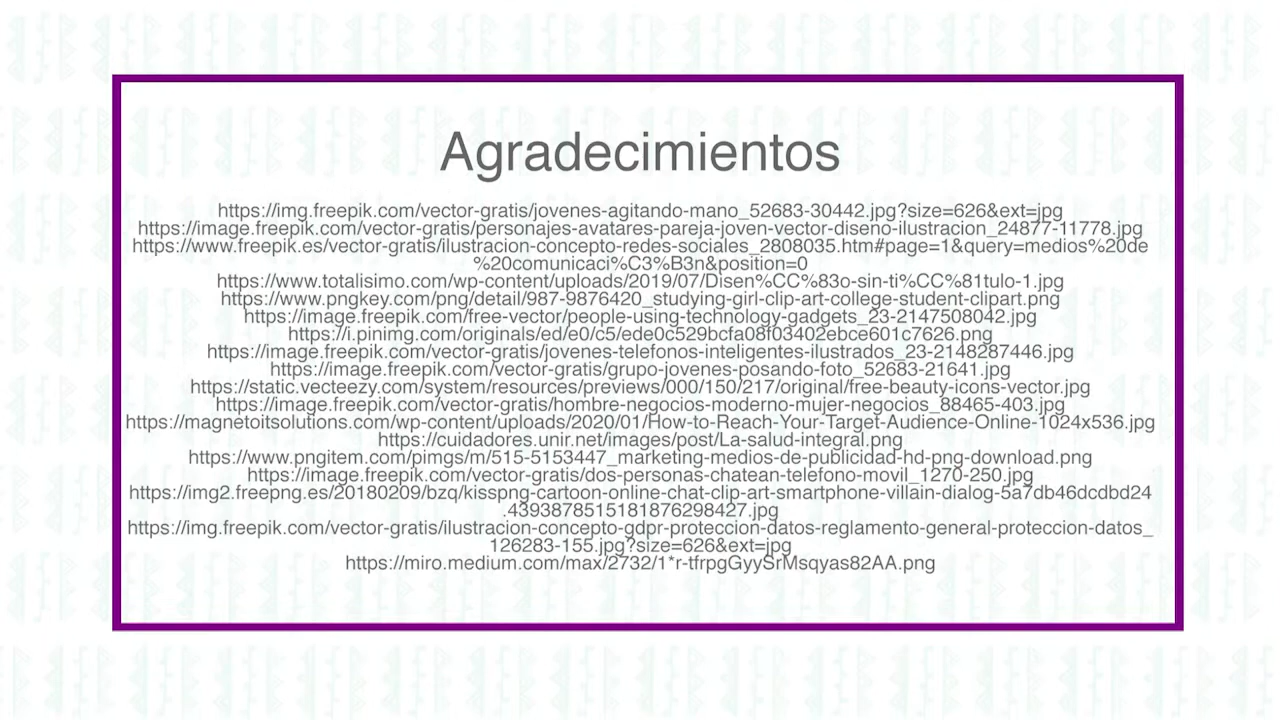 Agradecimientos
https://img.freepik.com/vector-gratis/jovenes-agitando-mano_52683-30442.jpg?size=626&ext=jpg
https://image.freepik.com/vector-gratis/personajes-avatares-pareja-joven-vector-diseno-ilustracion_24877-11778.jpg
https://www.freepik.es/vector-gratis/ilustracion-concepto-redes-sociales_2808035.htm#page=1&query=medios%20de
%20comunicaci%C3%B3n&position=0
https://www.totalisimo.com/wp-content/uploads/2019/07/Disen%CC%83o-sin-ti%CC%81tulo-1.jpg
https://www.pngkey.com/png/detail/987-9876420_studying-girl-clip-art-college-student-clipart.png
https://image.freepik.com/free-vector/people-using-technology-gadgets_23-2147508042.jpg
https://i.pinimg.com/originals/ed/e0/c5/ede0c529bcfa08f03402ebce601c7626.png
https://image.freepik.com/vector-gratis/jovenes-telefonos-inteligentes-ilustrados_23-2148287446.jpg
https://image.freepik.com/vector-gratis/grupo-jovenes-posando-foto_52683-21641.jpg
https://static.vecteezy.com/system/resources/previews/000/150/217/original/free-beauty-icons-vector.jpg
https://image.freepik.com/vector-gratis/hombre-negocios-moderno-mujer-negocios_88465-403.jpg
https://magnetoitsolutions.com/wp-content/uploads/2020/01/How-to-Reach-Your-Target-Audience-Online-1024x536.jpg
https://cuidadores.unir.net/images/post/La-salud-integral.png
https://www.pngitem.com/pimgs/m/515-5153447_marketing-medios-de-publicidad-hd-png-download.png
https://image.freepik.com/vector-gratis/dos-personas-chatean-telefono-movil_1270-250.jpg
https://img2.freepng.es/20180209/bzq/kisspng-cartoon-online-chat-clip-art-smartphone-villain-dialog-5a7db46dcdbd24
.4393878515181876298427.jpg
https://img.freepik.com/vector-gratis/ilustracion-concepto-gdpr-proteccion-datos-reglamento-general-proteccion-datos_
126283-155.jpg?size=626&ext=jpg
https://miro.medium.com/max/2732/1*r-tfrpgGyySrMsqyas82AA.png